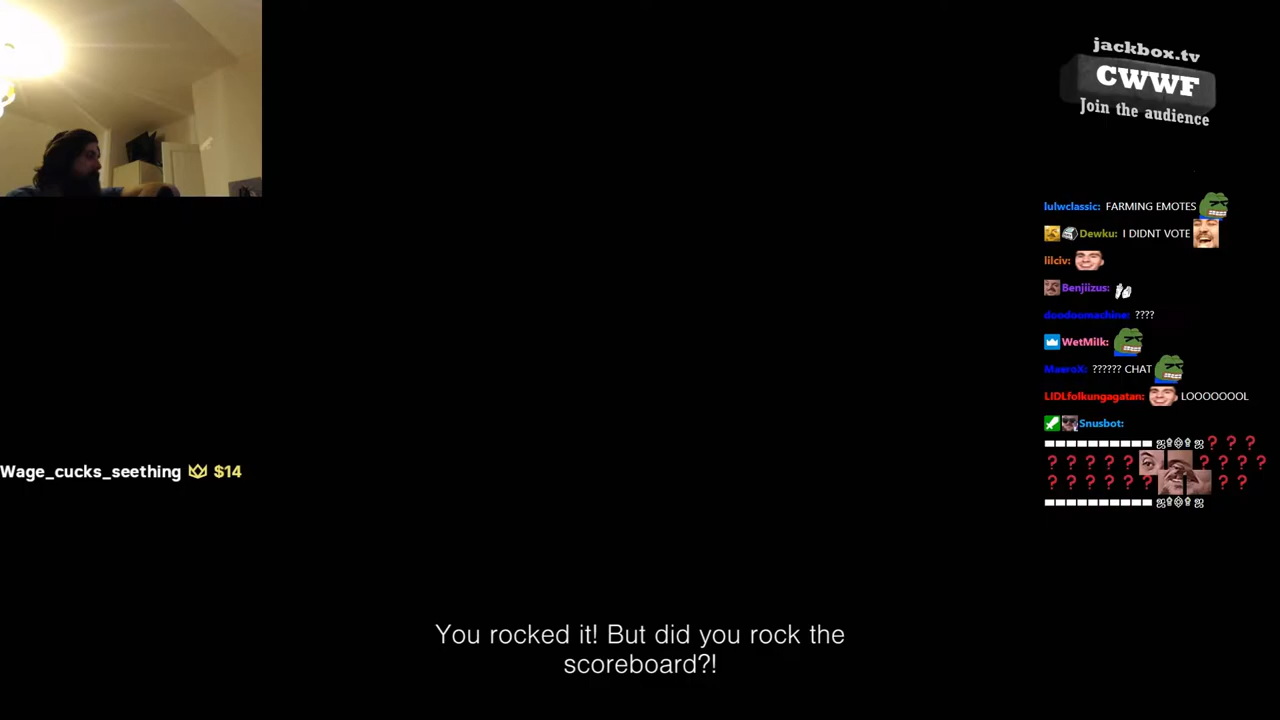 jackbox.tv
CWWF
Join the audience
lulwclassic: FARMING EMOTES
Dewku: I DIDNT VOTE
lilciv:
Benjiizus:
doodoomachine: ????
WetMilk:
MaeroX: ?????? CHAT
LIDLfolkungagatan: LOOOOOOOL
Snusbot:
Wage_cucks_seething $14
You rocked it! But did you rock the
scoreboard?!